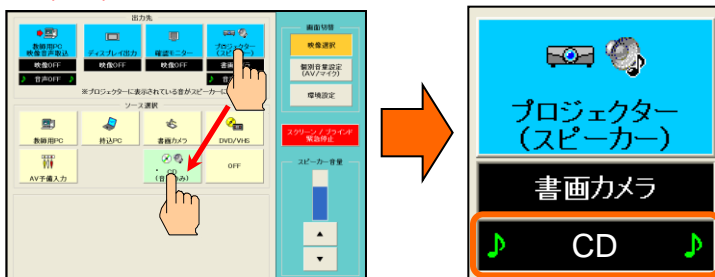 出力先
教師用PC
映像音声取込
映像OFF
♪ 音声OFF ♪
ディスプレイ出力
映像OFF
確認モニター
映像OFF
プロジェクター
(スピーカー)
書画
※プロジェクターに表示されている音がスピーカーに
ソース選択
教師用PC
持込PC
書画カメラ
DVD/VHS
AV予備入力
CD
OFF
画面切替
映像選択
個別音量設定
(AV/マイク)
環境設定
スクリーン / ブラインド
緊急停止
スピーカー音量
▲
▼
プロジェクター
(スピーカー)
書画カメラ
♪ CD ♪